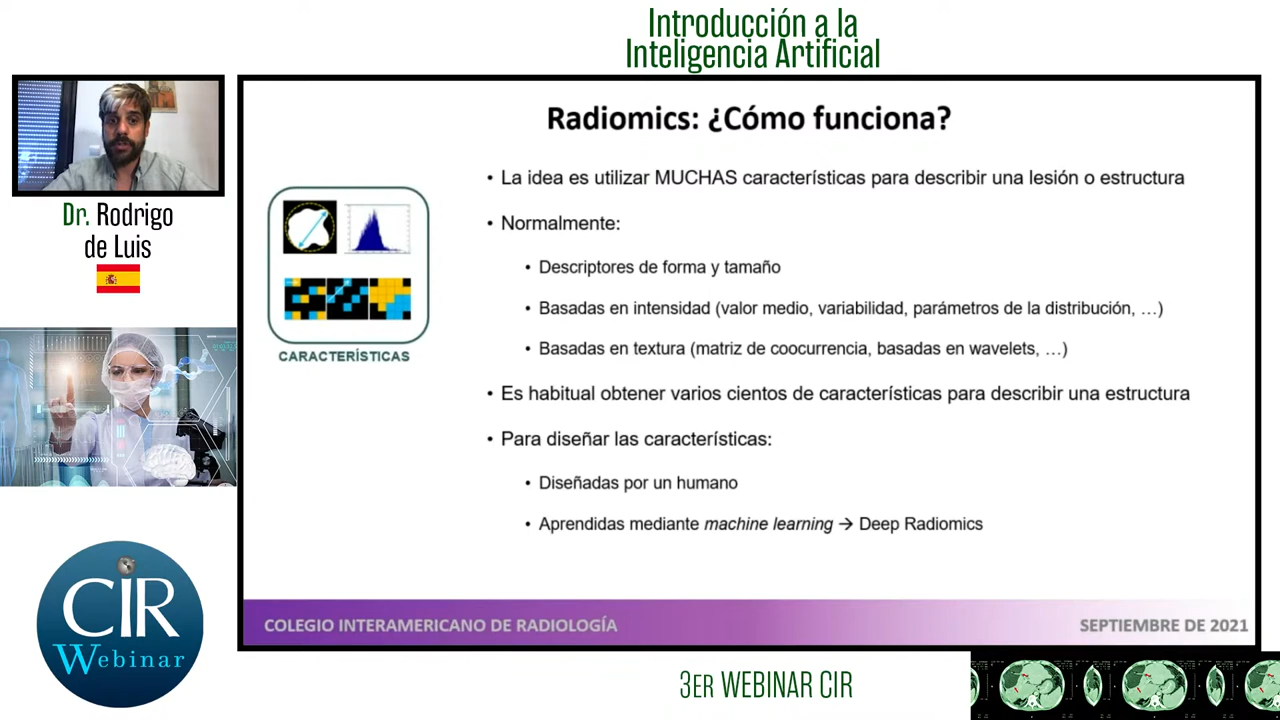 Introducción a la
Inteligencia Artificial
Dr. Rodrigo
de Luis
Radiomics: ¿Cómo funciona?
• La idea es utilizar MUCHAS características para describir una lesión o estructura
• Normalmente:
• Descriptores de forma y tamaño
• Basadas en intensidad (valor medio, variabilidad, parámetros de la distribución, …)
• Basadas en textura (matriz de coocurrencia, basadas en wavelets, …)
• Es habitual obtener varios cientos de características para describir una estructura
• Para diseñar las características:
• Diseñadas por un humano
• Aprendidas mediante machine learning → Deep Radiomics
CARACTERÍSTICAS
COLEGIO INTERAMERICANO DE RADIOLOGÍA
SEPTIEMBRE DE 2021
CIR
Webinar
3ER WEBINAR CIR